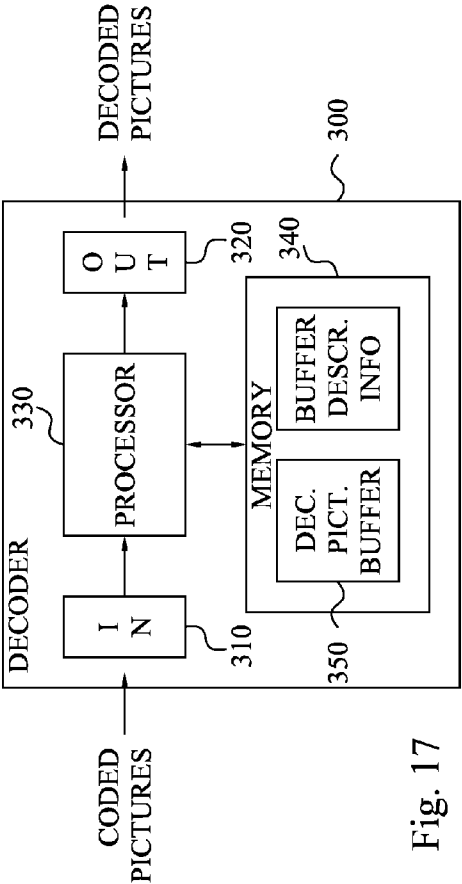 CODED
PICTURES
DECODER
I
N
310
330
PROCESSOR
O
U
T
320
DECODED
PICTURES
MEMORY
340
DEC.
PICT.
BUFFER
350
BUFFER
DESCR.
INFO
300
Fig. 17